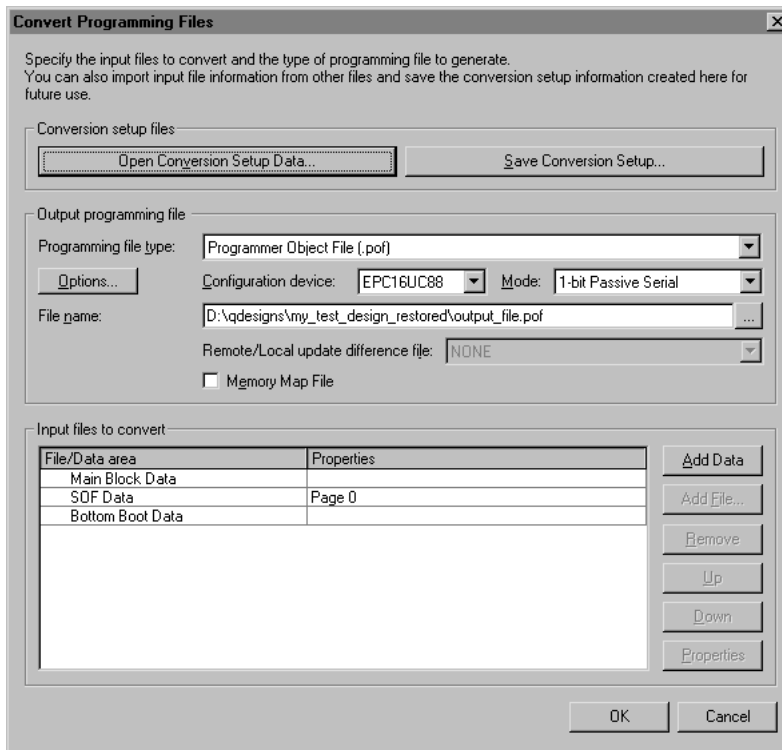 Convert Programming Files
Specify the input files to convert and the type of programming file to generate.
You can also import input file information from other files and save the conversion setup information created here for
future use.
Conversion setup files
Open Conversion Setup Data...
Save Conversion Setup...
Output programming file
Programming file type:
Programmer Object File (.pof)
Options...
Configuration device:
EPC16UC88
Mode:
1-bit Passive Serial
File name:
D:\qdesigns\my_test_design_restored\output_file.pof
...
Remote/Local update difference file:
NONE
Memory Map File
Input files to convert
File/Data area
Properties
Add Data
Main Block Data
SOF Data
Page 0
Add File...
Bottom Boot Data
Remove
Up
Down
Properties
OK
Cancel